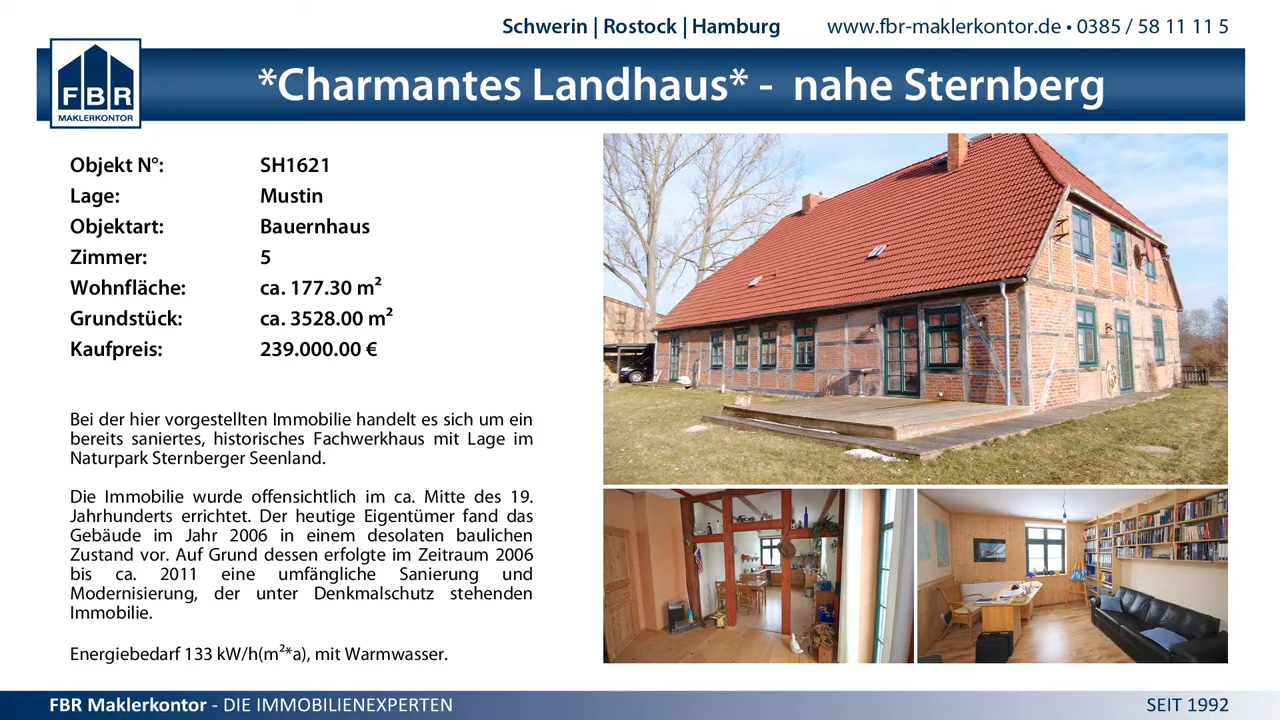 Schwerin | Rostock | Hamburg
www.fbr-maklerkontor.de • 0385 / 58 11 11 5
FBR
MAKLERKONTOR
*Charmantes Landhaus* - nahe Sternberg
Objekt N°: SH1621
Lage: Mustin
Objektart: Bauernhaus
Zimmer: 5
Wohnfläche: ca. 177.30 m²
Grundstück: ca. 3528.00 m²
Kaufpreis: 239.000.00 €
Bei der hier vorgestellten Immobilie handelt es sich um ein
bereits saniertes, historisches Fachwerkhaus mit Lage im
Naturpark Sternberger Seenland.
Die Immobilie wurde offensichtlich im ca. Mitte des 19.
Jahrhunderts errichtet. Der heutige Eigentümer fand das
Gebäude im Jahr 2006 in einem desolaten baulichen
Zustand vor. Auf Grund dessen erfolgte im Zeitraum 2006
bis ca. 2011 eine umfängliche Sanierung und
Modernisierung, der unter Denkmalschutz stehenden
Immobilie.
Energiebedarf 133 kW/h(m²*a), mit Warmwasser.
FBR Maklerkontor - DIE IMMOBILIENEXPERTEN
SEIT 1992